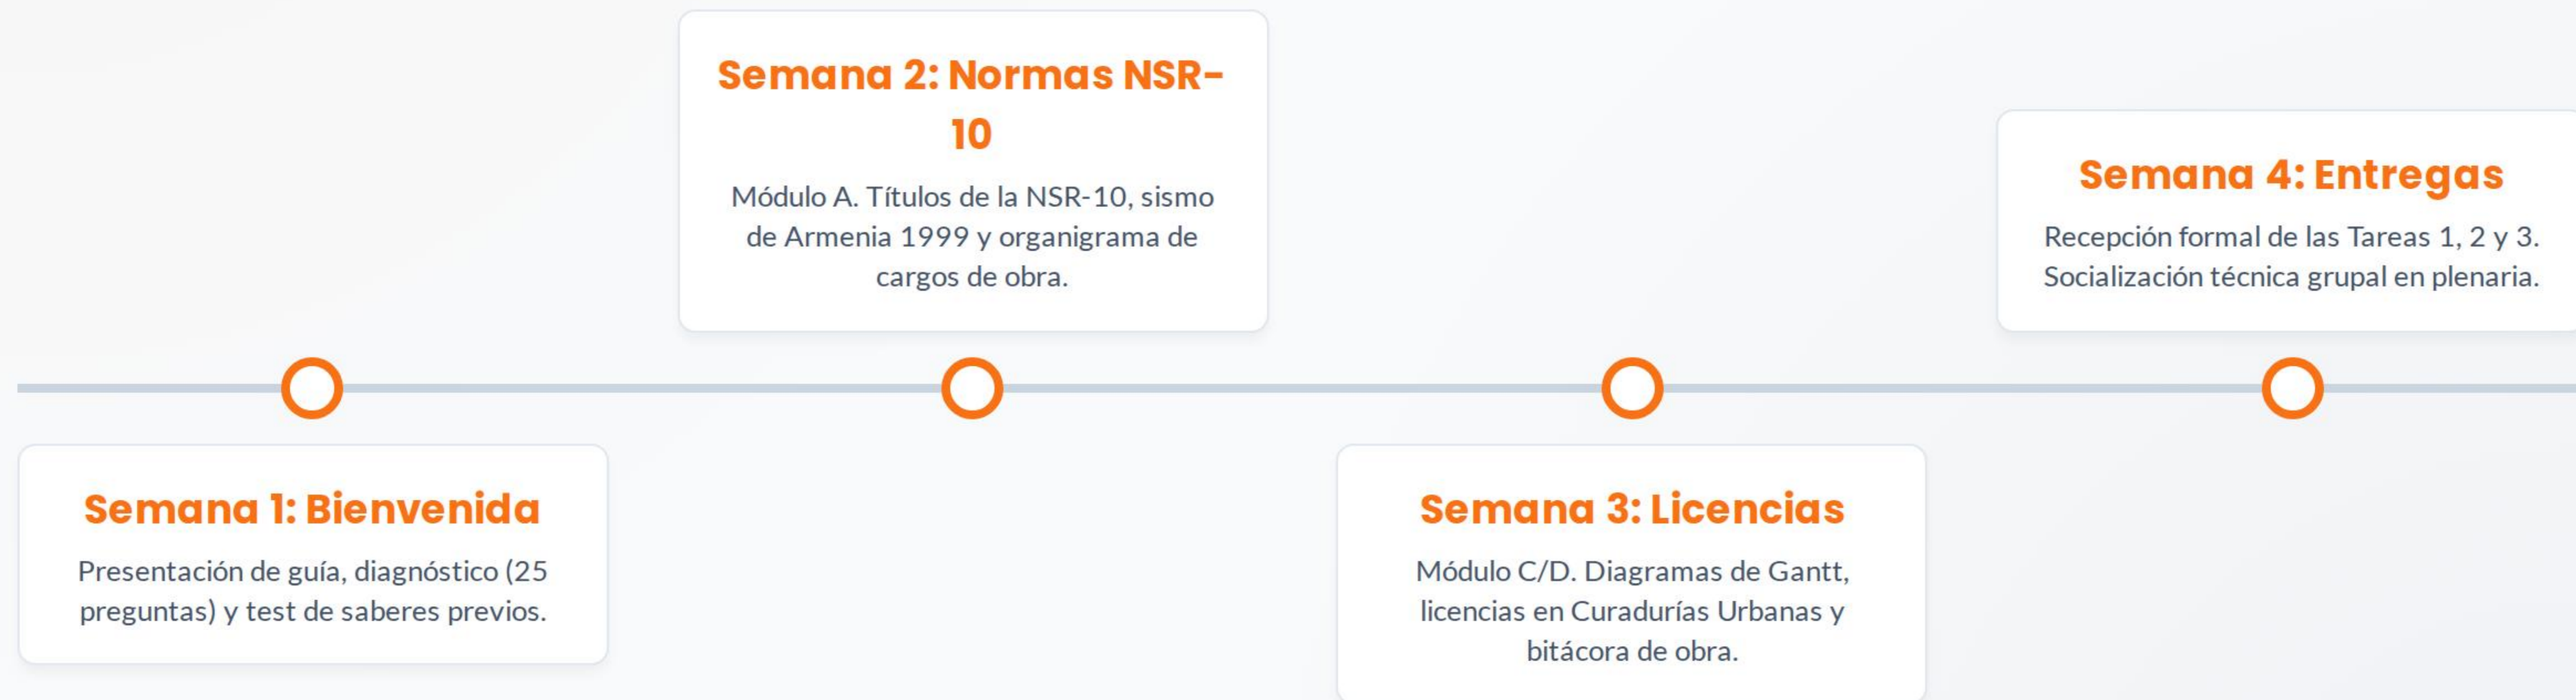 Semana 1: Bienvenida
Presentación de guía, diagnóstico (25
preguntas) y test de saberes previos.
Semana 2: Normas NSR-
10
Módulo A. Títulos de la NSR-10, sismo
de Armenia 1999 y organigrama de
cargos de obra.
Semana 3: Licencias
Módulo C/D. Diagramas de Gantt,
licencias en Curadurías Urbanas y
bitácora de obra.
Semana 4: Entregas
Recepción formal de las Tareas 1, 2 y 3.
Socialización técnica grupal en plenaria.